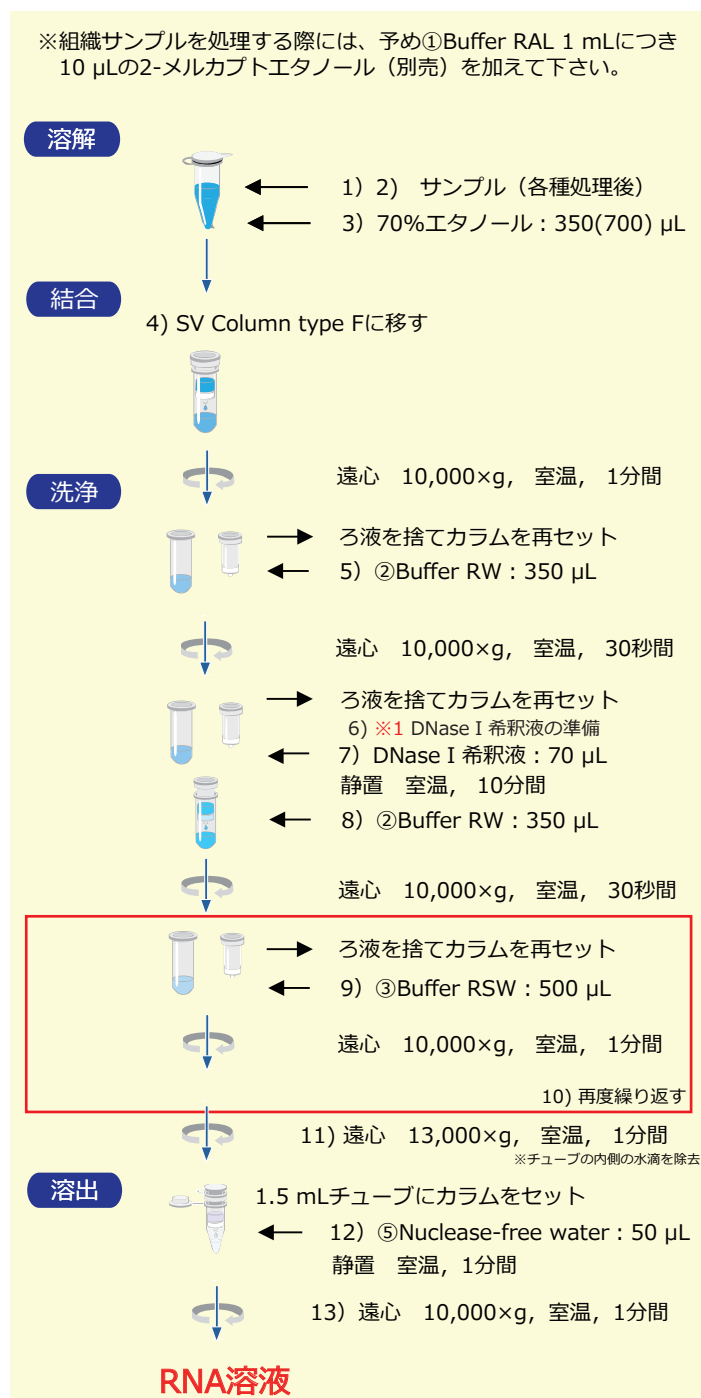 ※組織サンプルを処理する際には、予め①Buffer RAL 1 mLにつき
10 µLの2-メルカプトエタノール（別売）を加えて下さい。
溶解
1）2)　サンプル（各種処理後）
3）70%エタノール : 350(700) µL
結合
4) SV Column type Fに移す
遠心　10,000×g,　室温,　1分間
洗浄
ろ液を捨てカラムを再セット
5）②Buffer RW : 350 µL
遠心　10,000×g,　室温,　30秒間
ろ液を捨てカラムを再セット
6) ※1 DNase I 希釈液の準備
7）DNase I 希釈液 : 70 µL
静置　室温,　10分間
8）②Buffer RW : 350 µL
遠心　10,000×g,　室温,　30秒間
ろ液を捨てカラムを再セット
9）③Buffer RSW : 500 µL
遠心　10,000×g,　室温,　1分間
10) 再度繰り返す
11) 遠心　13,000×g,　室温,　1分間
※チューブの内側の水滴を除去
溶出
1.5 mLチューブにカラムをセット
12）⑤Nuclease-free water : 50 µL
静置　室温, 1分間
13）遠心　10,000×g, 室温, 1分間
RNA溶液